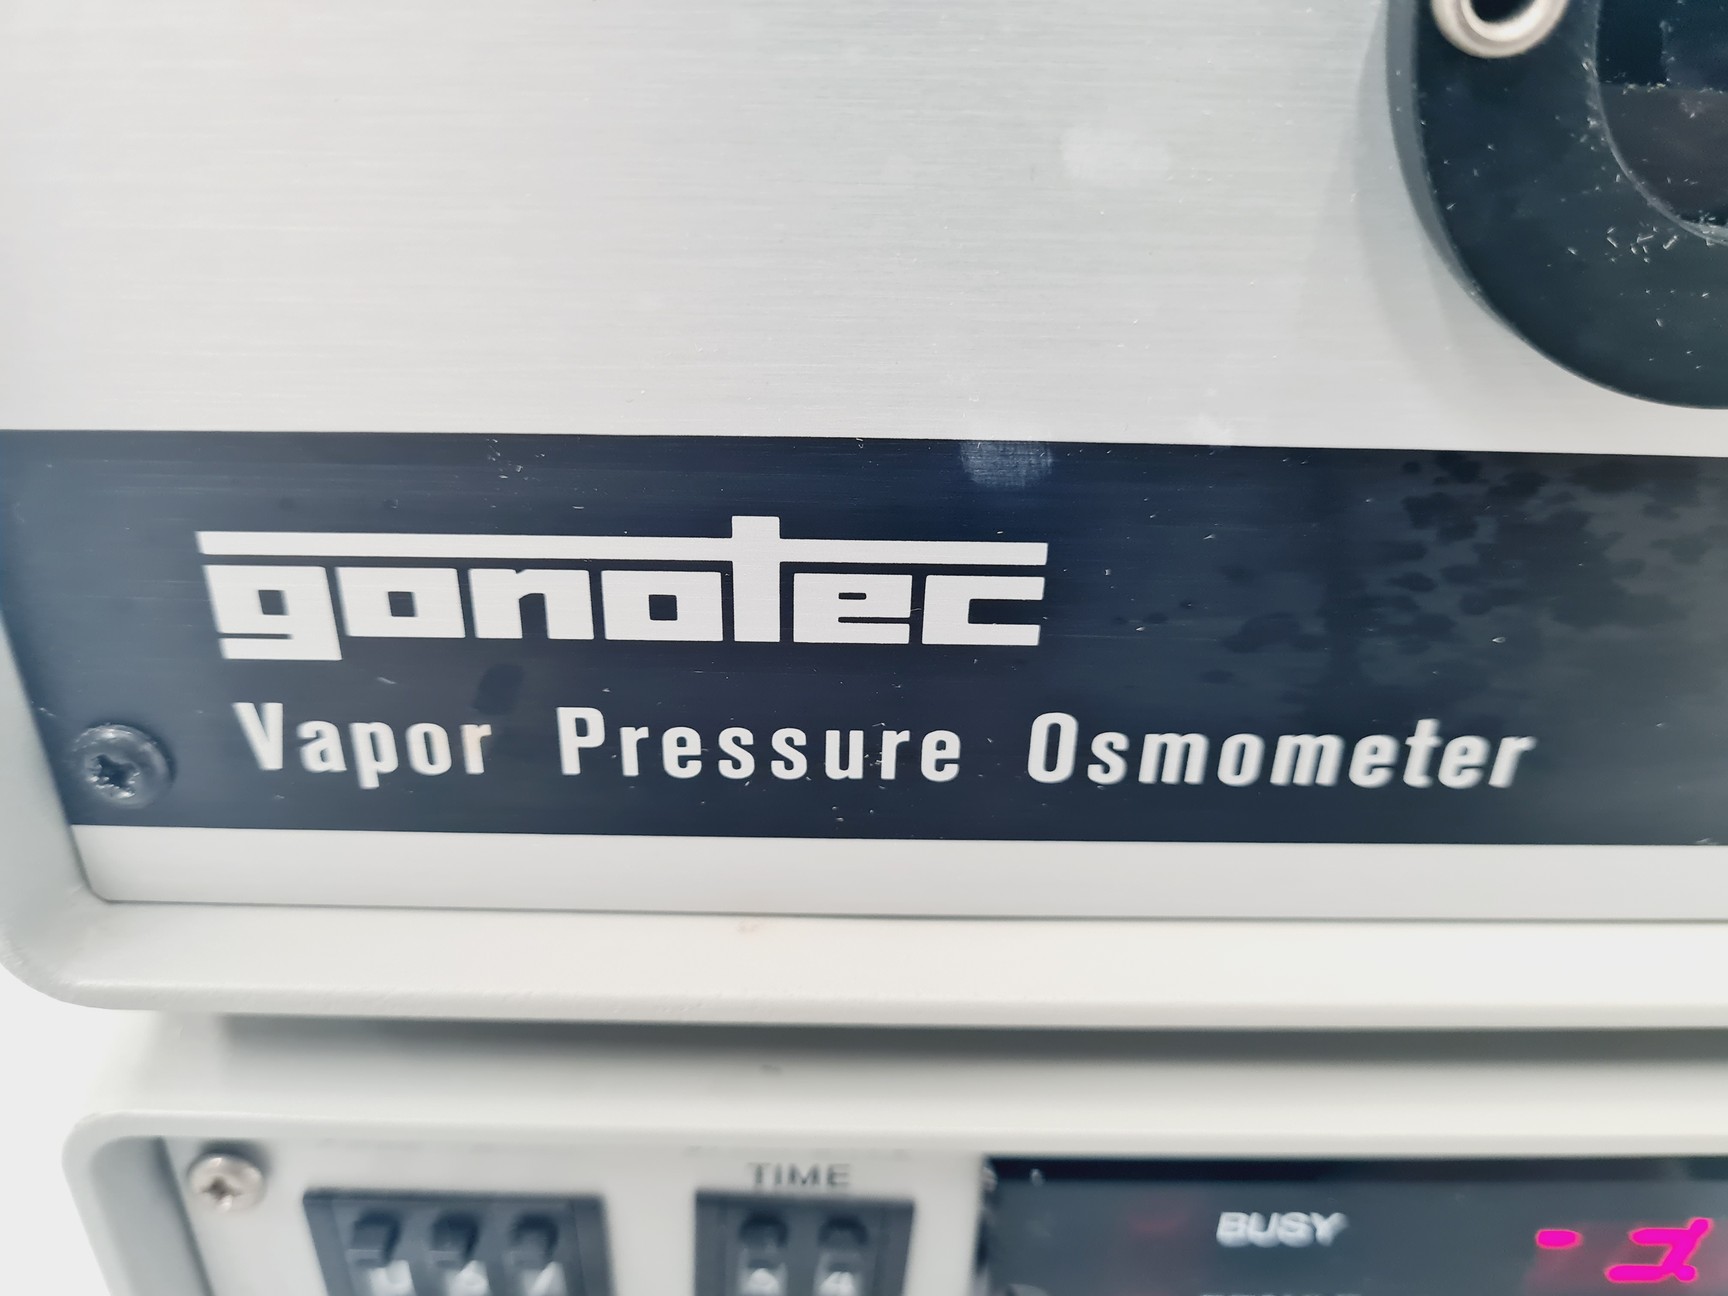 gonotec
Vapor Pressure Osmometer
TIME
BUSY